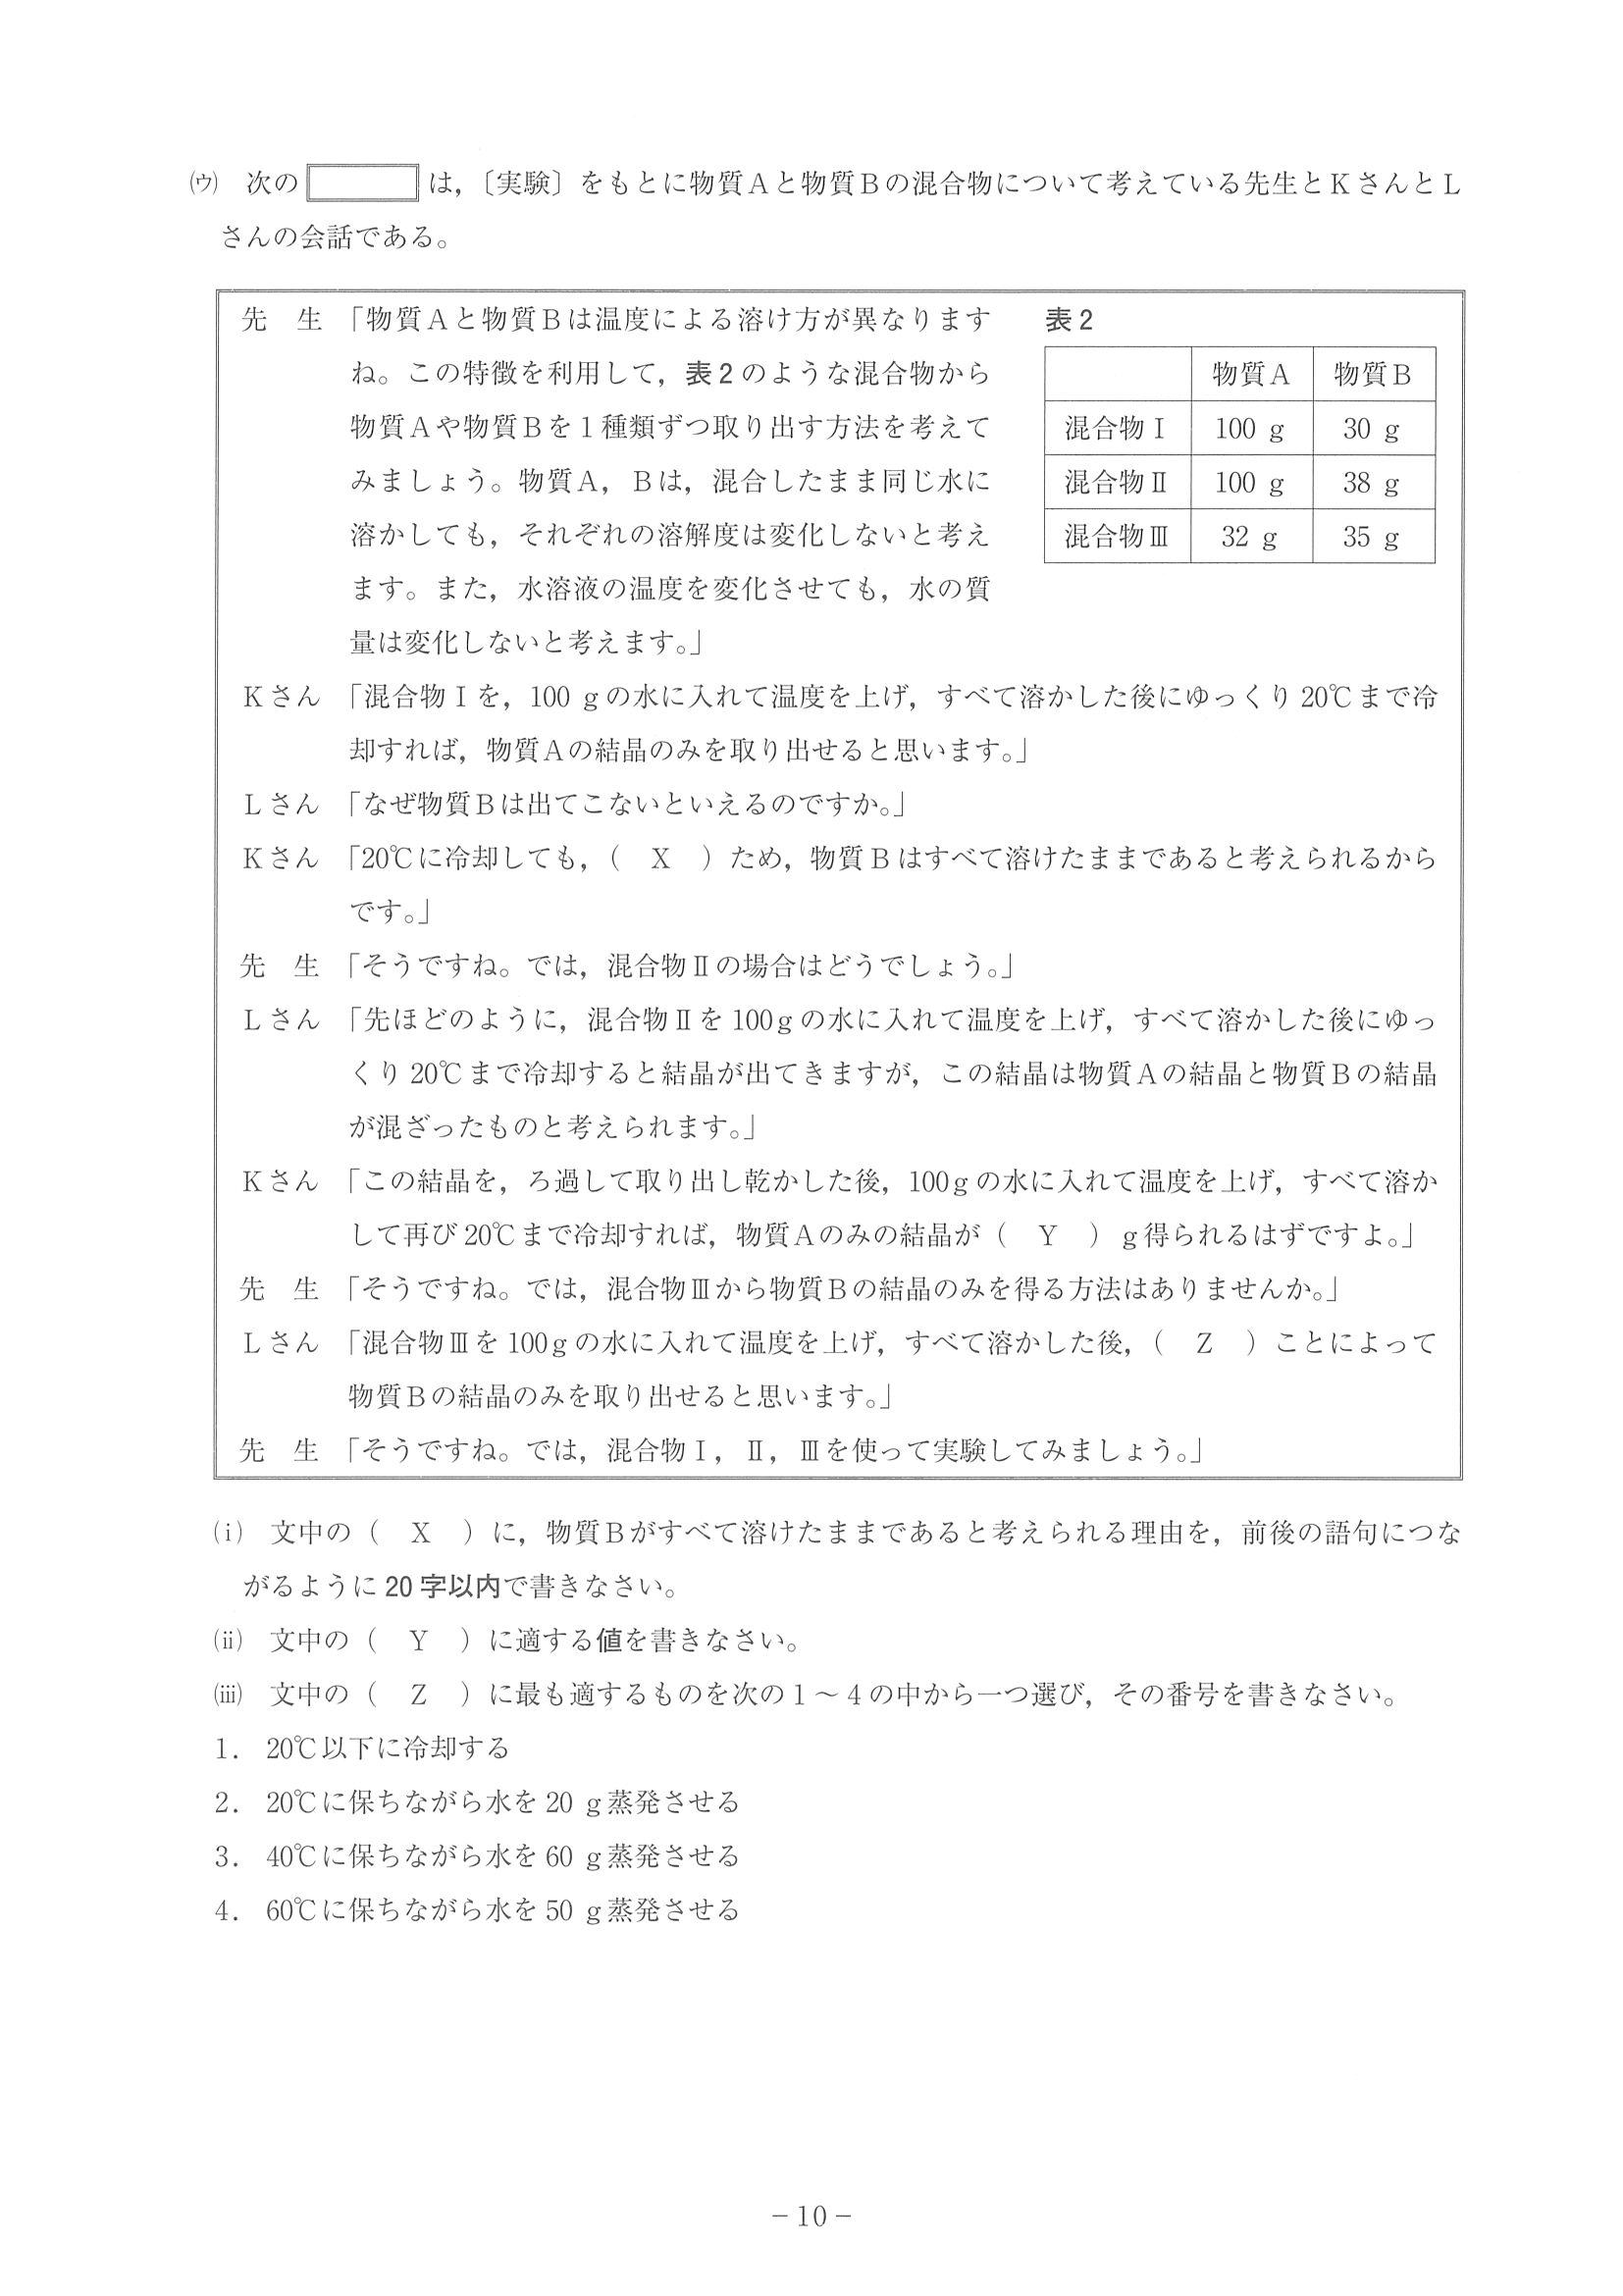 ㈦ 次の　　　は，〔実験〕をもとに物質Ａと物質Ｂの混合物について考えている先生とＫさんとＬ
さんの会話である。
先　生「物質Ａと物質Ｂは温度による溶け方が異なります
ね。この特徴を利用して，表２のような混合物から
物質Ａや物質Ｂを１種類ずつ取り出す方法を考えて
みましょう。物質Ａ，Ｂは，混合したまま同じ水に
溶かしても，それぞれの溶解度は変化しないと考え
ます。また，水溶液の温度を変化させても，水の質
量は変化しないと考えます。」
表２
物質Ａ　物質Ｂ
混合物Ⅰ　100 g　30 g
混合物Ⅱ　100 g　38 g
混合物Ⅲ　32 g　35 g
Ｋさん「混合物Ⅰを，100 gの水に入れて温度を上げ，すべて溶かした後にゆっくり20℃まで冷
却すれば，物質Ａの結晶のみを取り出せると思います。」
Ｌさん「なぜ物質Ｂは出てこないといえるのですか。」
Ｋさん「20℃に冷却しても，（　Ｘ　）ため，物質Ｂはすべて溶けたままであると考えられるから
です。」
先　生「そうですね。では，混合物Ⅱの場合はどうでしょう。」
Ｌさん「先ほどのように，混合物Ⅱを100gの水に入れて温度を上げ，すべて溶かした後にゆっ
くり20℃まで冷却すると結晶が出てきますが，この結晶は物質Ａの結晶と物質Ｂの結晶
が混ざったものと考えられます。」
Ｋさん「この結晶を，ろ過して取り出し乾かした後，100gの水に入れて温度を上げ，すべて溶か
して再び20℃まで冷却すれば，物質Ａのみの結晶が（　Ｙ　）g得られるはずですよ。」
先　生「そうですね。では，混合物Ⅲから物質Ｂの結晶のみを得る方法はありませんか。」
Ｌさん「混合物Ⅲを100gの水に入れて温度を上げ，すべて溶かした後，（　Ｚ　）ことによって
物質Ｂの結晶のみを取り出せると思います。」
先　生「そうですね。では，混合物Ⅰ，Ⅱ，Ⅲを使って実験してみましょう。」
(ⅰ) 文中の（　Ｘ　）に，物質Ｂがすべて溶けたままであると考えられる理由を，前後の語句につな
がるように20字以内で書きなさい。
(ⅱ) 文中の（　Ｙ　）に適する値を書きなさい。
(ⅲ) 文中の（　Ｚ　）に最も適するものを次の１～４の中から一つ選び，その番号を書きなさい。
1． 20℃以下に冷却する
2． 20℃に保ちながら水を20 g蒸発させる
3． 40℃に保ちながら水を60 g蒸発させる
4． 60℃に保ちながら水を50 g蒸発させる
－10－